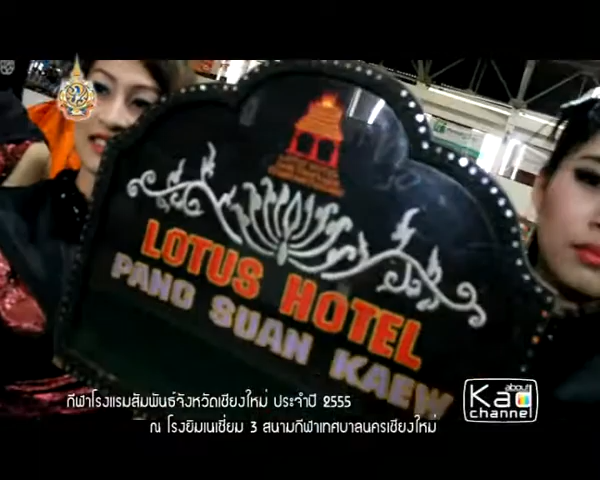 LOTUS HOTEL
PANG SUAN KAEW
about
Kad
channel
กีฬาโรงแรมสัมพันธ์จังหวัดเชียงใหม่ ประจำปี 2555
ณ โรงยิมเนเซี่ยม 3 สนามกีฬาเทศบาลนครเชียงใหม่